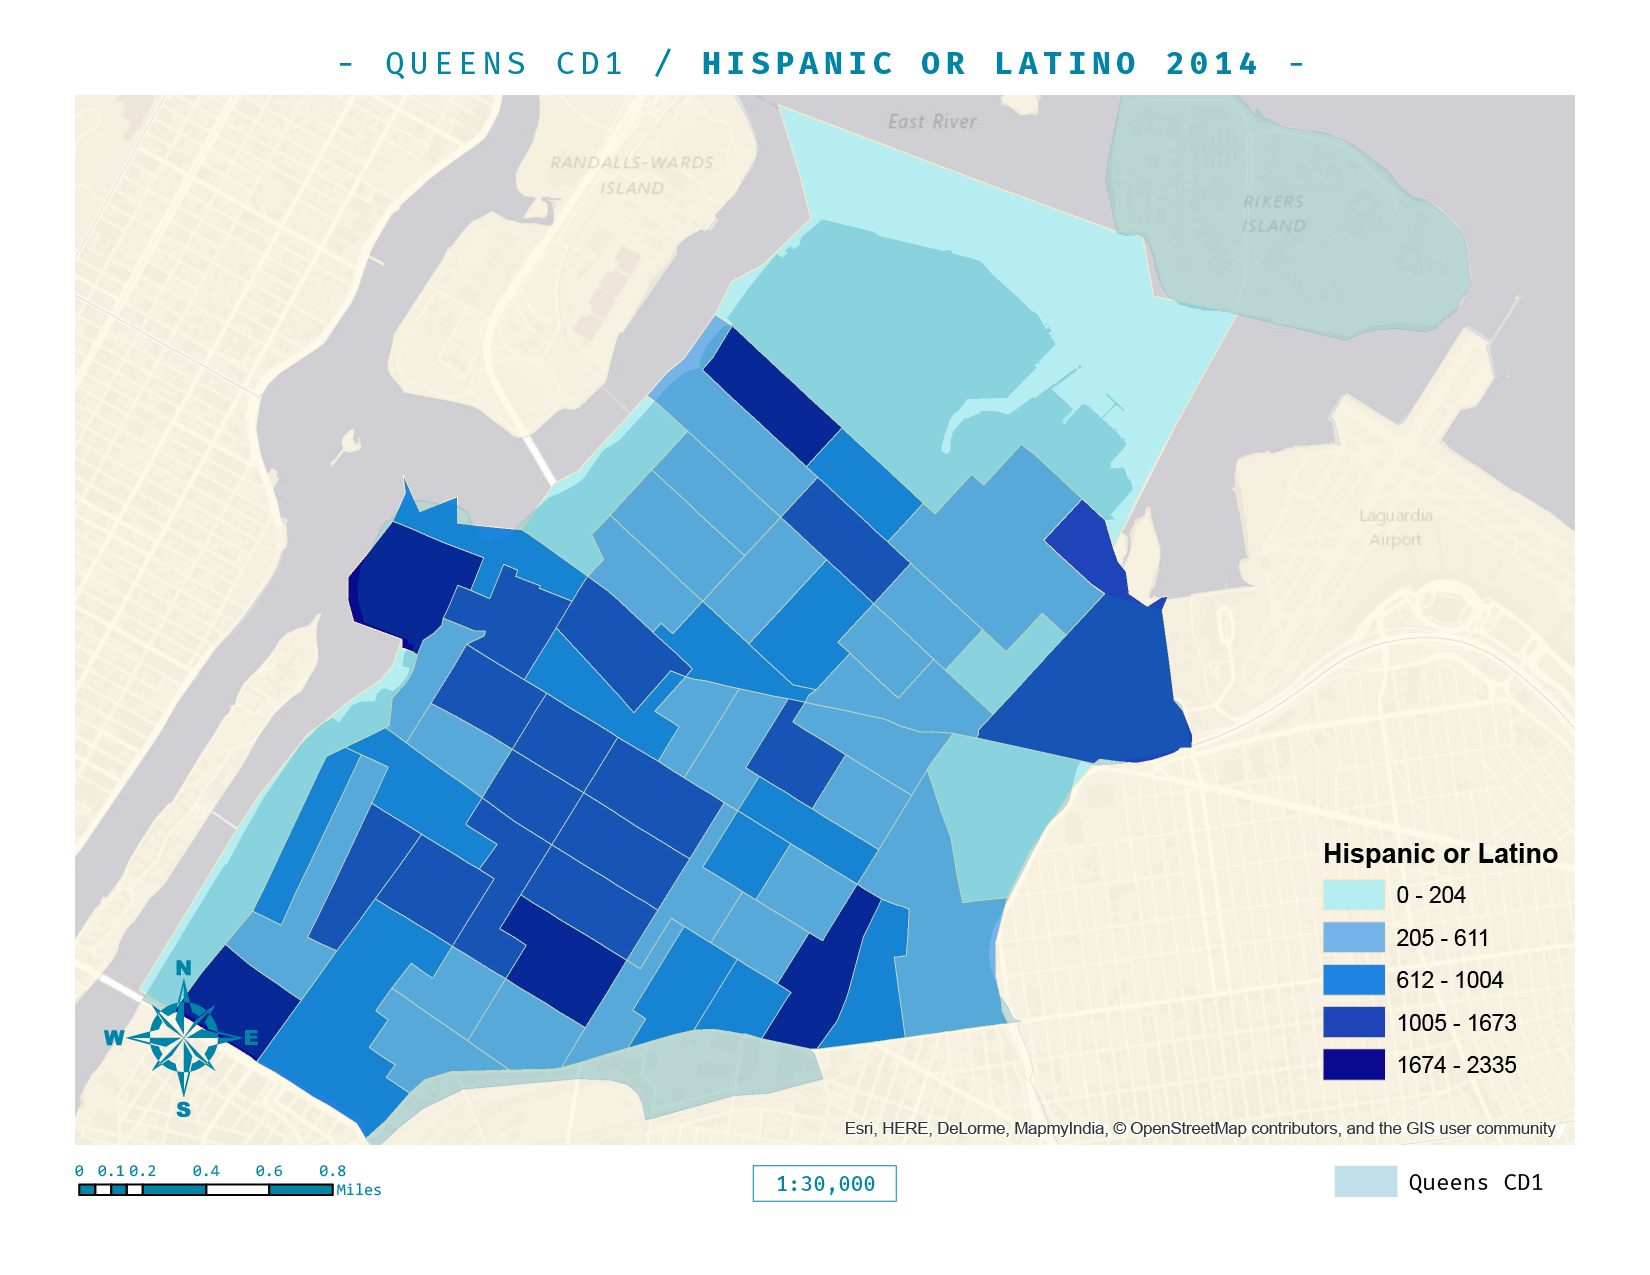 - QUEENS CD1 / HISPANIC OR LATINO 2014 -
East River
RANDALLS-WARDS
ISLAND
RIKERS
ISLAND
Laguardia
Airport
Hispanic or Latino
0 - 204
205 - 611
612 - 1004
1005 - 1673
1674 - 2335
N
W E
S
Esri, HERE, DeLorme, MapmyIndia, © OpenStreetMap contributors, and the GIS user community
0 0.1 0.2 0.4 0.6 0.8
Miles
1:30,000
Queens CD1